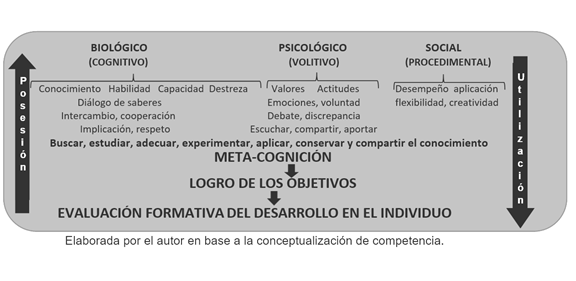 BIOLÓGICO
(COGNITIVO)
PSICOLÓGICO
(VOLITIVO)
SOCIAL
(PROCEDIMENTAL)
Posesión
Conocimiento Habilidad Capacidad Destreza
Diálogo de saberes
Intercambio, cooperación
Implicación, respeto
Valores Actitudes
Emociones, voluntad
Debate, discrepancia
Escuchar, compartir, aportar
Desempeño aplicación
flexibilidad, creatividad
Utilización
Buscar, estudiar, adecuar, experimentar, aplicar, conservar y compartir el conocimiento
META-COGNICIÓN
LOGRO DE LOS OBJETIVOS
EVALUACIÓN FORMATIVA DEL DESARROLLO EN EL INDIVIDUO
Elaborada por el autor en base a la conceptualización de competencia.